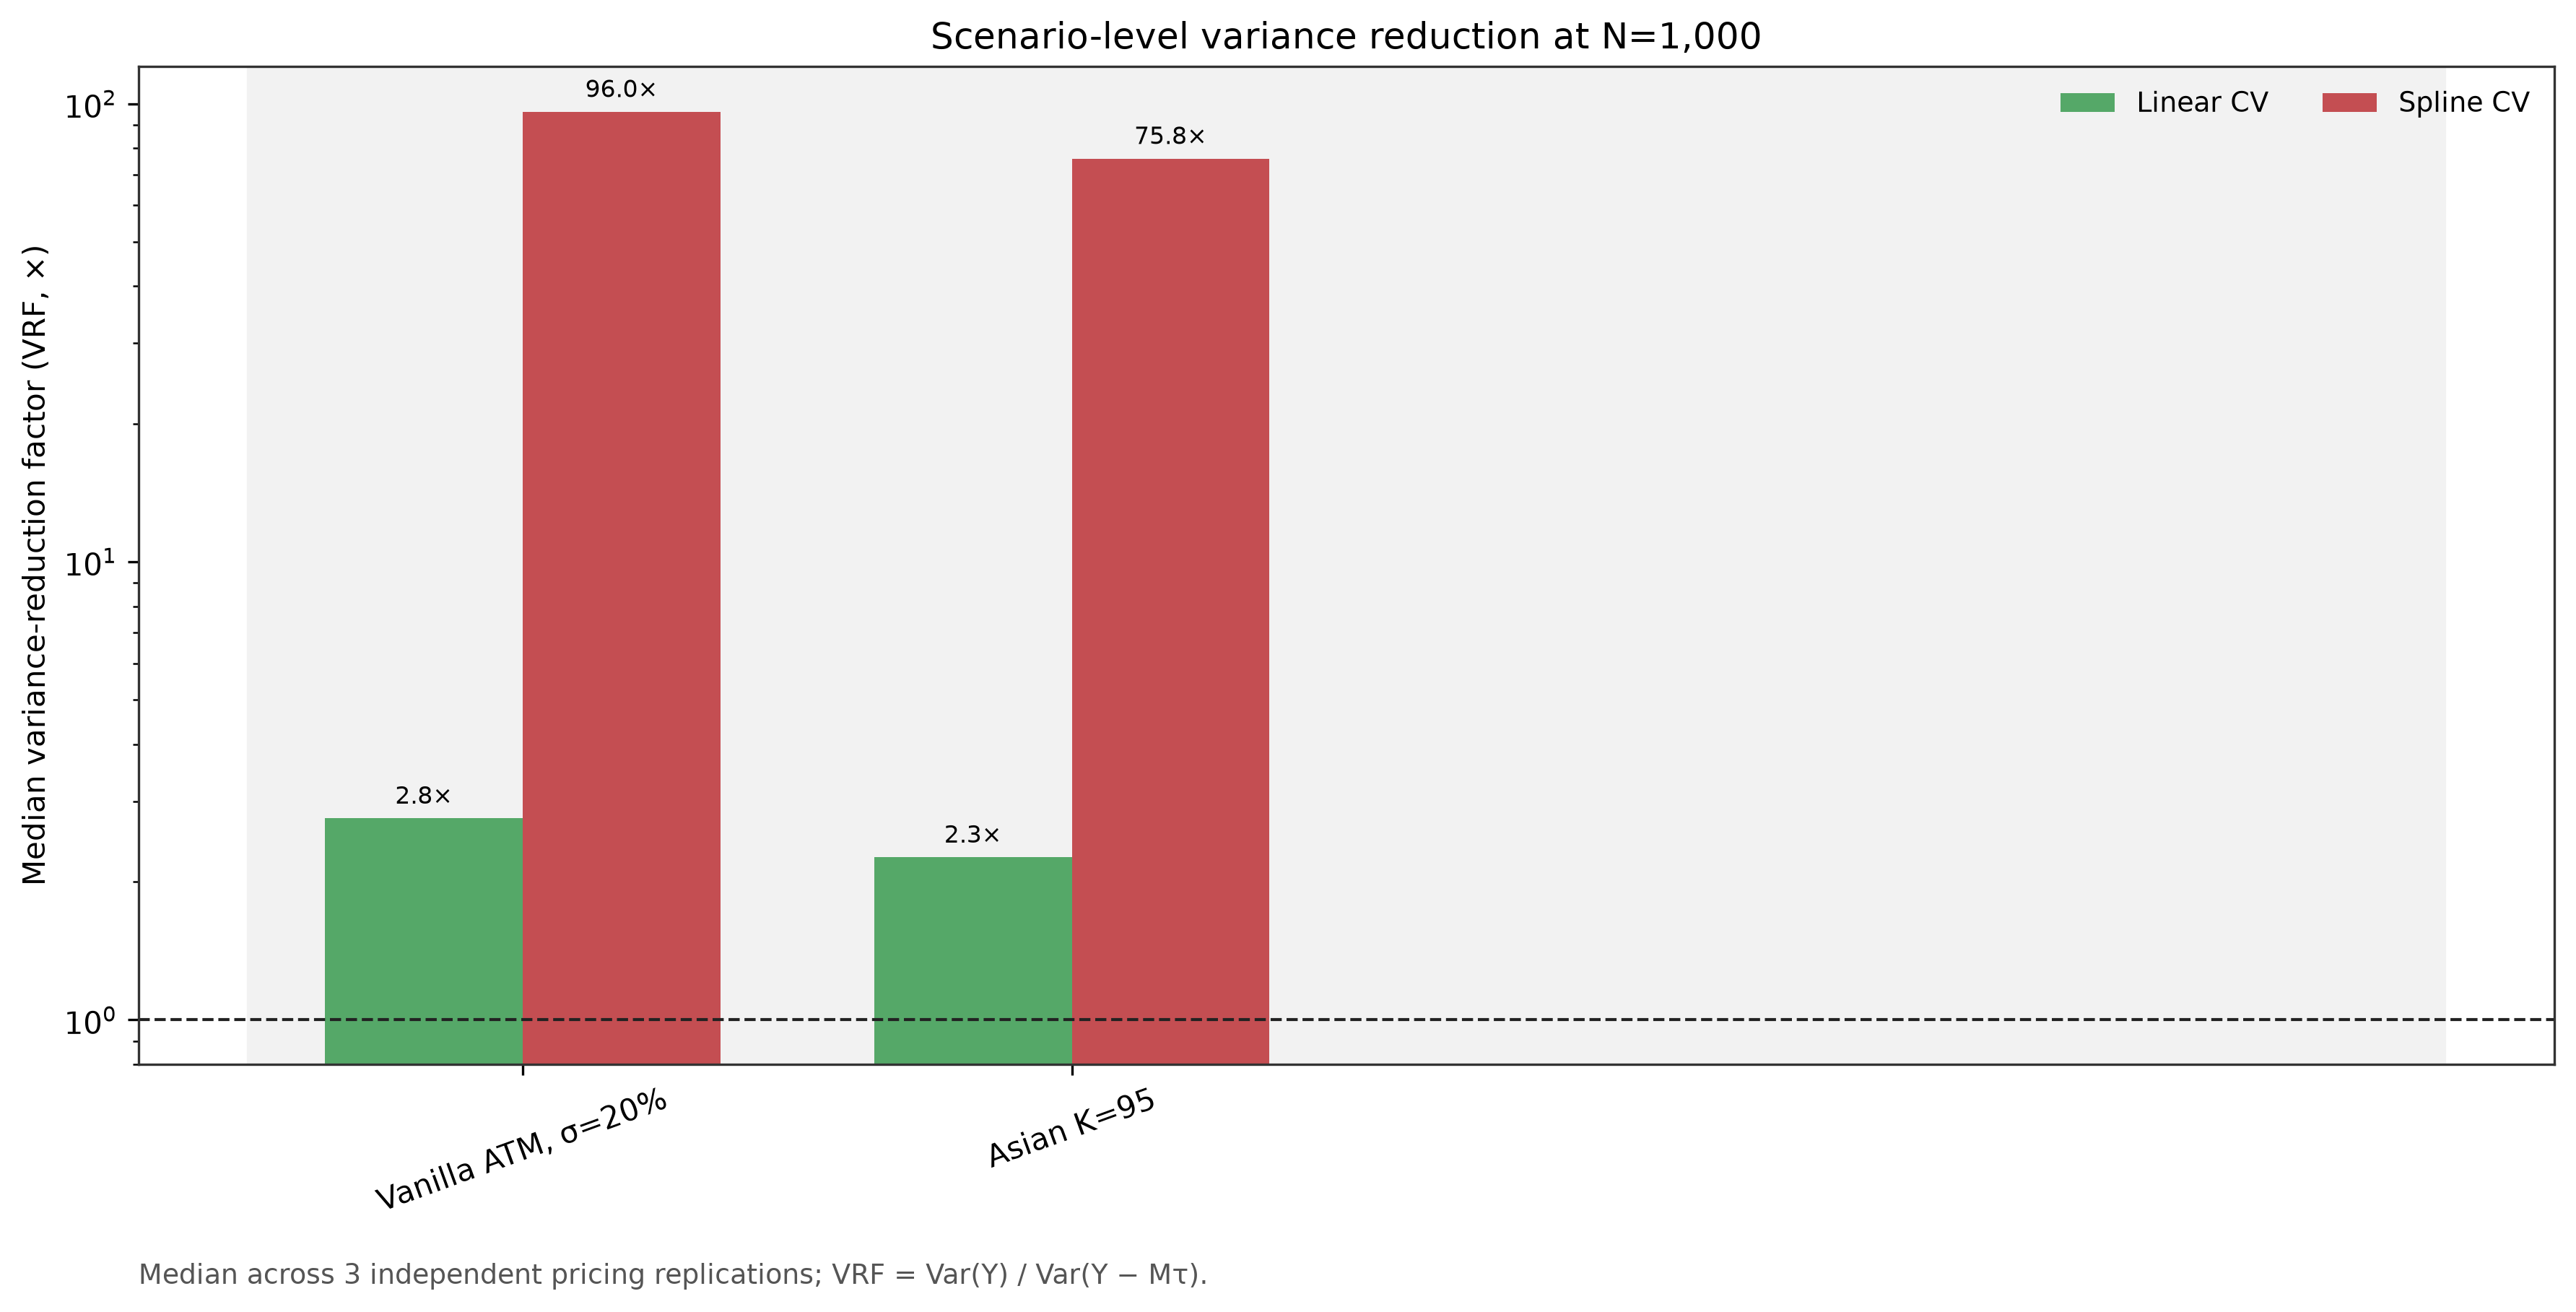 Scenario-level variance reduction at N=1,000
Linear CV
Spline CV
Median variance-reduction factor (VRF, ×)
10²
10¹
10⁰
96.0×
75.8×
2.8×
2.3×
Vanilla ATM, σ=20%
Asian K=95
Median across 3 independent pricing replications; VRF = Var(Y) / Var(Y − Mτ).